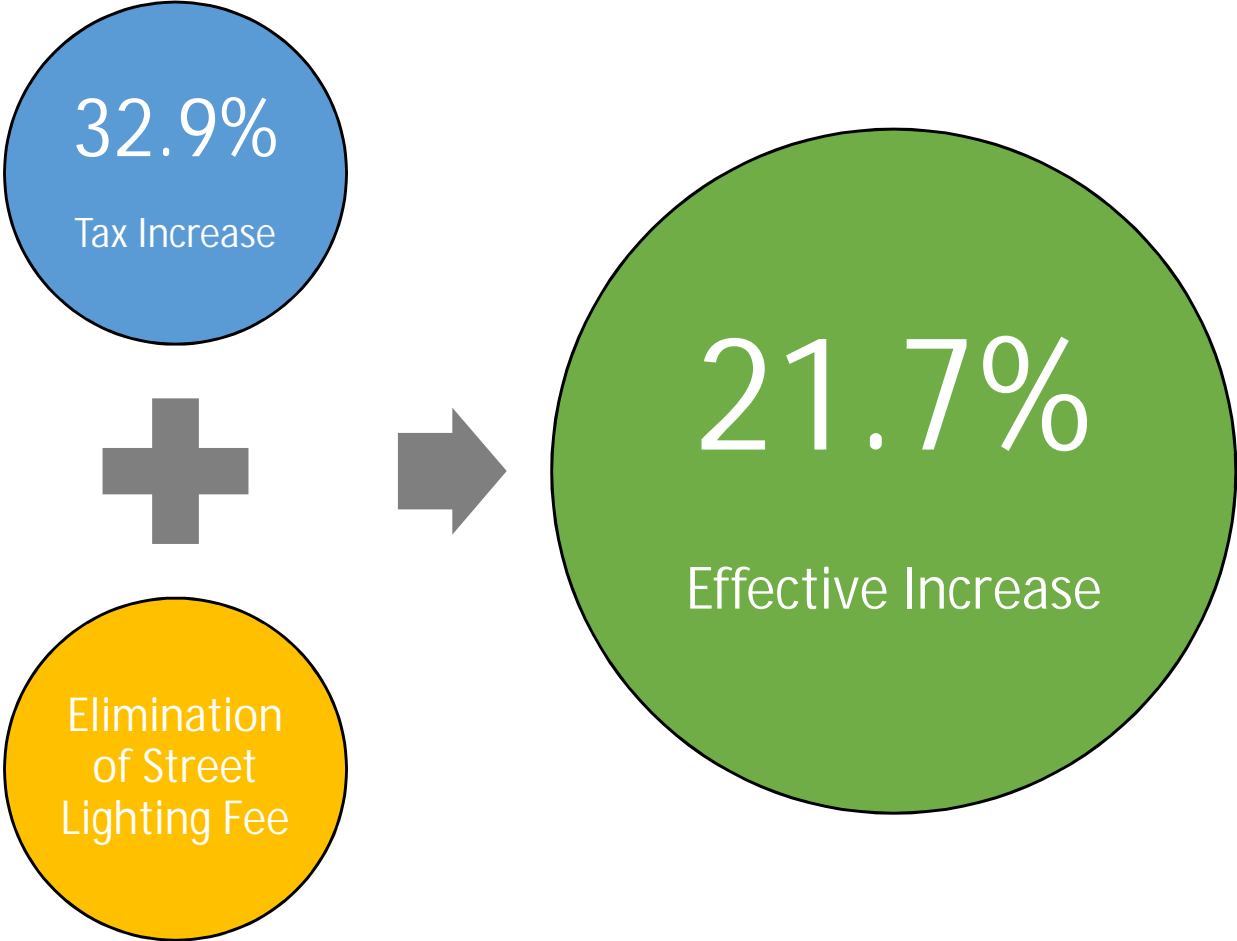 32.9%
Tax Increase
Elimination
of Street
Lighting Fee
21.7%
Effective Increase